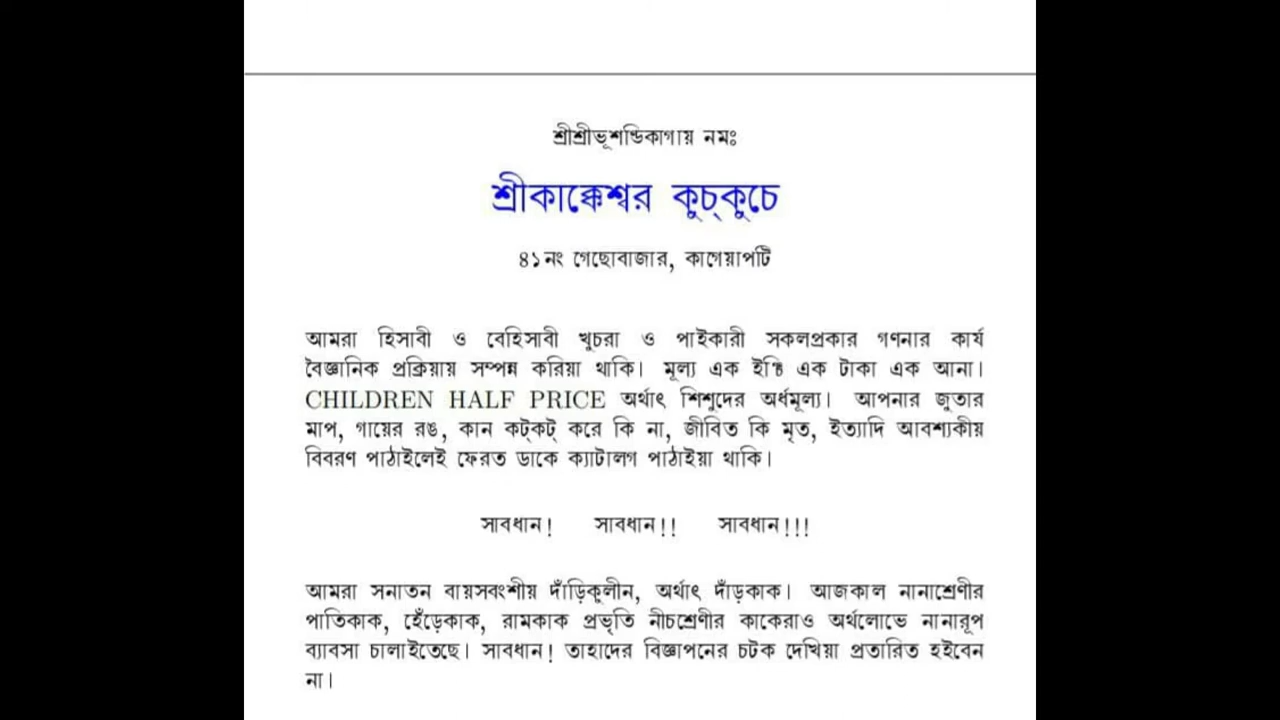 শ্রীশ্রীভূশণ্ডিকাগায় নমঃ
শ্রীকাক্কেশ্বর কুচ্‌কুচে
৪১নং গেছোবাজার, কাগেয়াপটি
আমরা হিসাবী ও বেহিসাবী খুচরা ও পাইকারী সকলপ্রকার গণনার কার্য
বৈজ্ঞানিক প্রক্রিয়ায় সম্পন্ন করিয়া থাকি। মূল্য এক ইঞ্চি এক টাকা এক আনা।
CHILDREN HALF PRICE অর্থাৎ শিশুদের অর্ধমূল্য। আপনার জুতার
মাপ, গায়ের রঙ, কান কট্‌কট্‌ করে কি না, জীবিত কি মৃত, ইত্যাদি আবশ্যকীয়
বিবরণ পাঠাইলেই ফেরত ডাকে ক্যাটালগ পাঠাইয়া থাকি।
সাবধান! সাবধান!! সাবধান!!!
আমরা সনাতন বায়সবংশীয় দাঁড়িকুলীন, অর্থাৎ দাঁড়কাক। আজকাল নানাশ্রেণীর
পাতিকাক, হেঁড়েকাক, রামকাক প্রভৃতি নীচশ্রেণীর কাকেরাও অর্থলোভে নানারূপ
ব্যাবসা চালাইতেছে। সাবধান! তাহাদের বিজ্ঞাপনের চটক দেখিয়া প্রতারিত হইবেন
না।